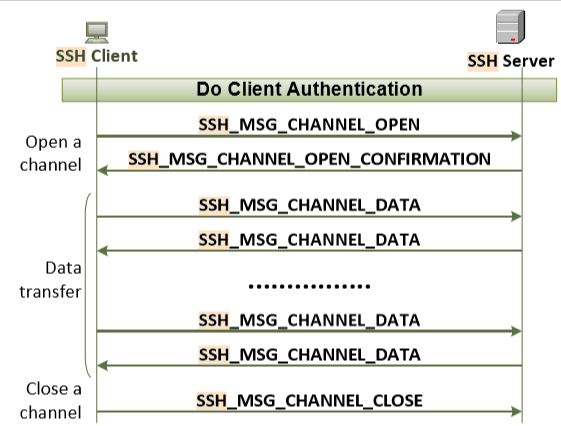 SSH Client
SSH Server
Do Client Authentication
Open a
channel
SSH_MSG_CHANNEL_OPEN
SSH_MSG_CHANNEL_OPEN_CONFIRMATION
Data
transfer
SSH_MSG_CHANNEL_DATA
SSH_MSG_CHANNEL_DATA
................
SSH_MSG_CHANNEL_DATA
SSH_MSG_CHANNEL_DATA
Close a
channel
SSH_MSG_CHANNEL_CLOSE